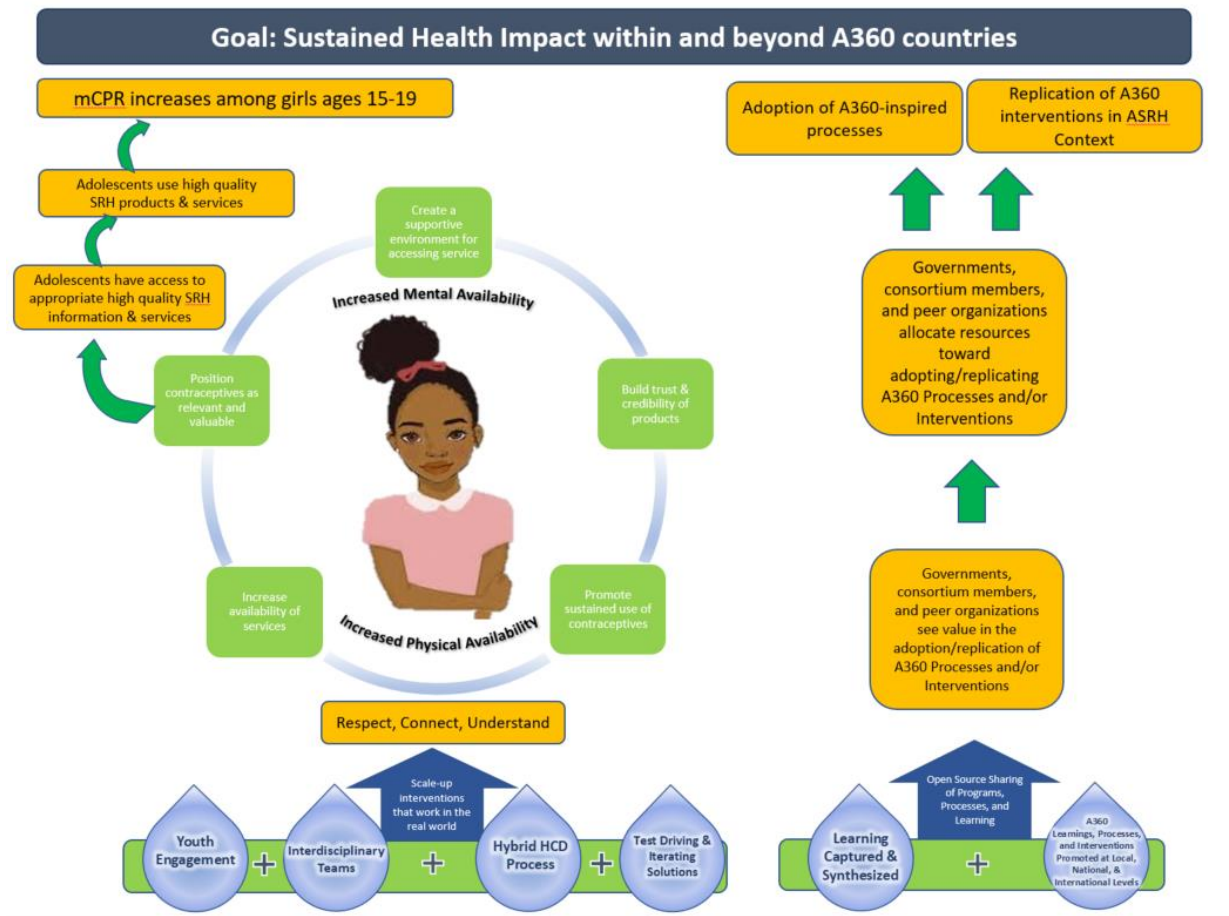 Goal: Sustained Health Impact within and beyond A360 countries
mCPR increases among girls ages 15-19
Adolescents use high quality
SRH products & services
Adolescents have access to
appropriate high quality SRH
information & services
Create a
supportive
environment for
accessing service
Increased Mental Availability
Position
contraceptives as
relevant and
valuable
Build trust &
credibility of
products
Increase
availability of
services
Promote
sustained use of
contraceptives
Increased Physical Availability
Respect, Connect, Understand
Scale-up
interventions
that work in the
real world
Youth
Engagement
+
Interdisciplinary
Teams
+
Hybrid HCD
Process
+
Test Driving &
Iterating
Solutions
Adoption of A360-inspired
processes
Replication of A360
interventions in ASRH
Context
Governments,
consortium members,
and peer organizations
allocate resources
toward
adopting/replicating
A360 Processes and/or
Interventions
Governments,
consortium members,
and peer organizations
see value in the
adoption/replication of
A360 Processes and/or
Interventions
Open Source Sharing
of Programs,
Processes, and
Learning
Learning
Captured &
Synthesized
+
A360
Learnings, Processes,
and Interventions
Promoted at Local,
National, &
International Levels